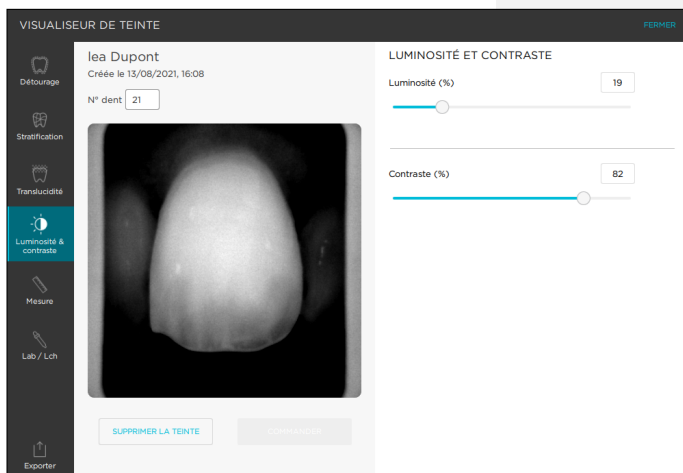 VISUALISEUR DE TEINTE
FERMER
Détourage
Stratification
Translucidité
Luminosité &
contraste
Mesure
Lab / Lch
Exporter
lea Dupont
Créée le 13/08/2021, 16:08
N° dent 21
SUPPRIMER LA TEINTE
COMMANDER
LUMINOSITÉ ET CONTRASTE
Luminosité (%) 19
Contraste (%) 82